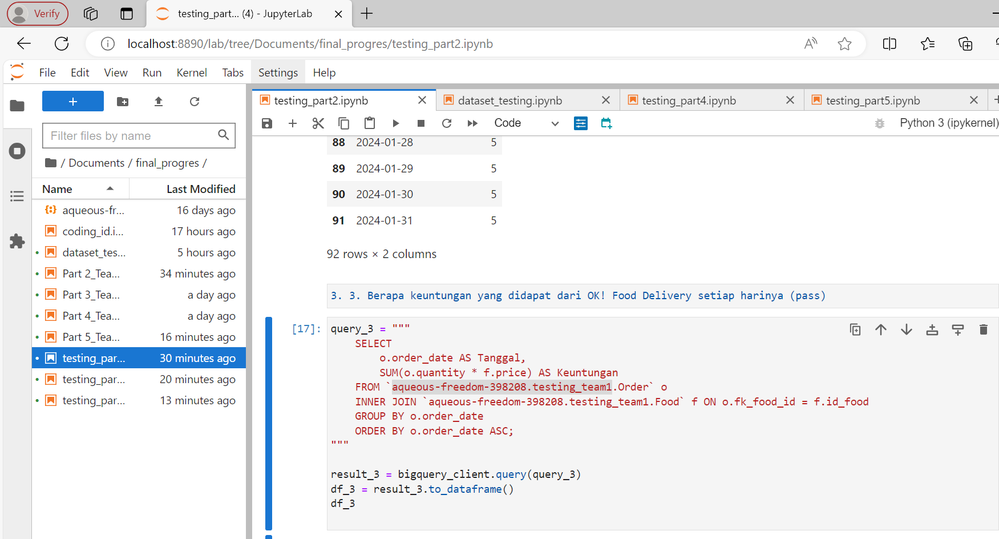 Verify
testing_part... (4) - JupyterLab
localhost:8890/lab/tree/Documents/final_progres/testing_part2.ipynb
File Edit View Run Kernel Tabs Settings Help
testing_part2.ipynb
dataset_testing.ipynb
testing_part4.ipynb
testing_part5.ipynb
Code
Python 3 (ipykernel)
Filter files by name
/ Documents / final_progres /
Name Last Modified
aqueous-fr... 16 days ago
coding_id.i... 17 hours ago
dataset_tes... 5 hours ago
Part 2_Tea... 34 minutes ago
Part 3_Tea... a day ago
Part 4_Tea... a day ago
Part 5_Tea... 16 minutes ago
testing_par... 30 minutes ago
testing_par... 20 minutes ago
testing_par... 13 minutes ago
88 2024-01-28 5
89 2024-01-29 5
90 2024-01-30 5
91 2024-01-31 5
92 rows × 2 columns
3. 3. Berapa keuntungan yang didapat dari OK! Food Delivery setiap harinya (pass)
[17]: query_3 = """
SELECT
o.order_date AS Tanggal,
SUM(o.quantity * f.price) AS Keuntungan
FROM `aqueous-freedom-398208.testing_team1.Order` o
INNER JOIN `aqueous-freedom-398208.testing_team1.Food` f ON o.fk_food_id = f.id_food
GROUP BY o.order_date
ORDER BY o.order_date ASC;
"""
result_3 = bigquery_client.query(query_3)
df_3 = result_3.to_dataframe()
df_3